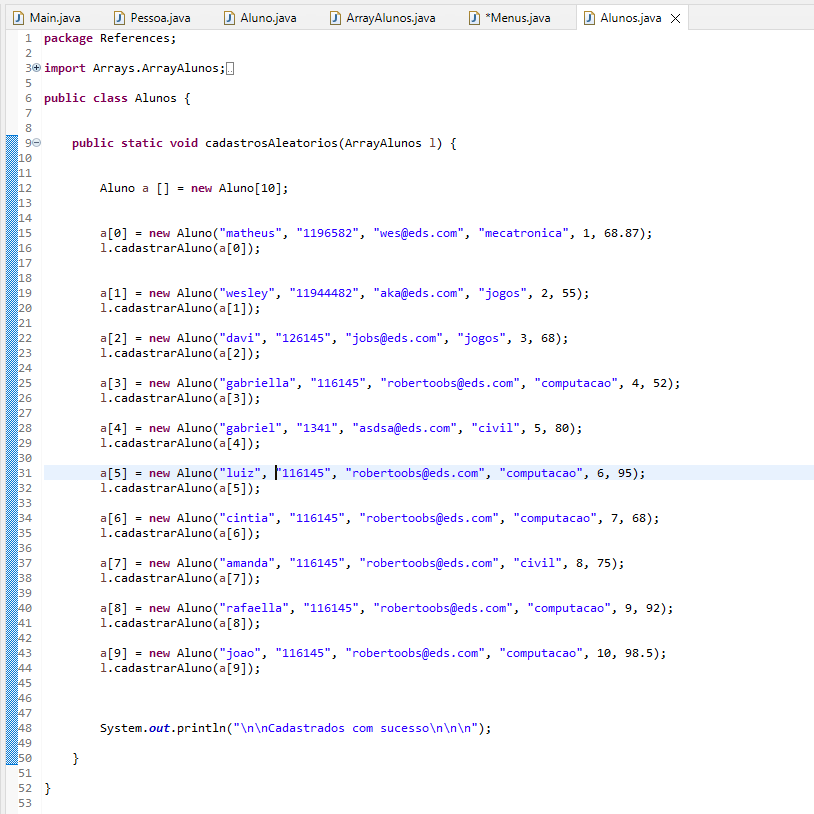 Main.java Pessoa.java Aluno.java ArrayAlunos.java *Menus.java Alunos.java
1 package References;
2
3 import Arrays.ArrayAlunos;
5
6 public class Alunos {
7
8
9 public static void cadastrosAleatorios(ArrayAlunos l) {
10
11
12 Aluno a [] = new Aluno[10];
13
14
15 a[0] = new Aluno("matheus", "1196582", "wes@eds.com", "mecatronica", 1, 68.87);
16 l.cadastrarAluno(a[0]);
17
18
19 a[1] = new Aluno("wesley", "11944482", "aka@eds.com", "jogos", 2, 55);
20 l.cadastrarAluno(a[1]);
21
22 a[2] = new Aluno("davi", "126145", "jobs@eds.com", "jogos", 3, 68);
23 l.cadastrarAluno(a[2]);
24
25 a[3] = new Aluno("gabriella", "116145", "robertoobs@eds.com", "computacao", 4, 52);
26 l.cadastrarAluno(a[3]);
27
28 a[4] = new Aluno("gabriel", "1341", "asdsa@eds.com", "civil", 5, 80);
29 l.cadastrarAluno(a[4]);
30
31 a[5] = new Aluno("luiz", "116145", "robertoobs@eds.com", "computacao", 6, 95);
32 l.cadastrarAluno(a[5]);
33
34 a[6] = new Aluno("cintia", "116145", "robertoobs@eds.com", "computacao", 7, 68);
35 l.cadastrarAluno(a[6]);
36
37 a[7] = new Aluno("amanda", "116145", "robertoobs@eds.com", "civil", 8, 75);
38 l.cadastrarAluno(a[7]);
39
40 a[8] = new Aluno("rafaella", "116145", "robertoobs@eds.com", "computacao", 9, 92);
41 l.cadastrarAluno(a[8]);
42
43 a[9] = new Aluno("joao", "116145", "robertoobs@eds.com", "computacao", 10, 98.5);
44 l.cadastrarAluno(a[9]);
45
46
47
48 System.out.println("\n\nCadastrados com sucesso\n\n\n");
49
50 }
51
52 }
53